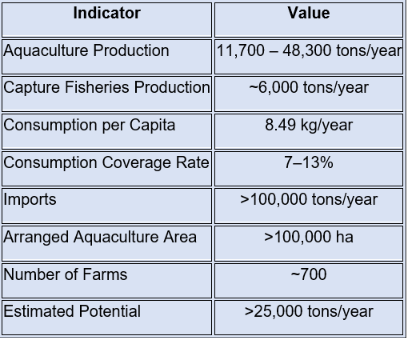 Indicator Value
Aquaculture Production 11,700 – 48,300 tons/year
Capture Fisheries Production ~6,000 tons/year
Consumption per Capita 8.49 kg/year
Consumption Coverage Rate 7–13%
Imports >100,000 tons/year
Arranged Aquaculture Area >100,000 ha
Number of Farms ~700
Estimated Potential >25,000 tons/year